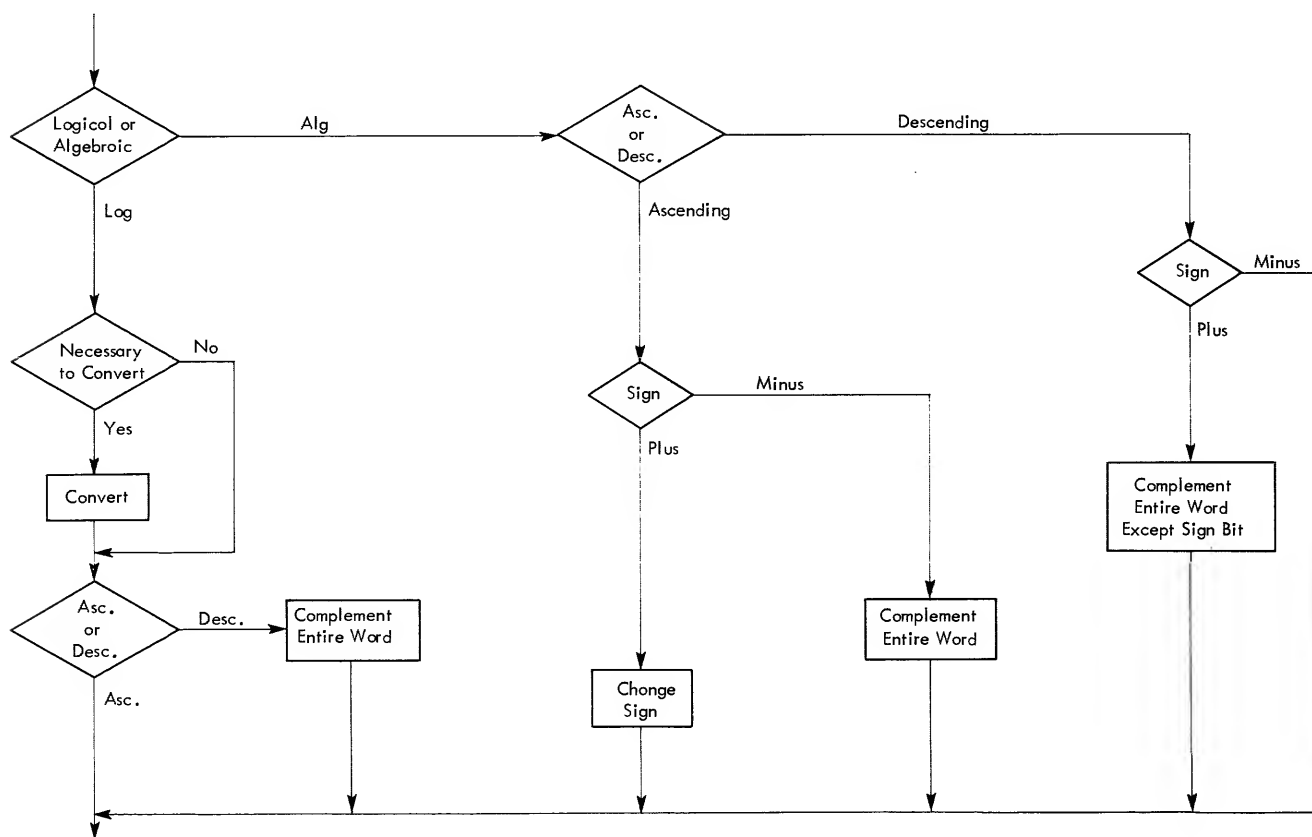 Logicol or
Algebroic
Alg
Asc.
or
Desc.
Descending
Log
Ascending
Sign
Minus
Plus
Necessary
to Convert
No
Yes
Sign
Minus
Plus
Convert
Complement
Entire Word
Except Sign Bit
Asc.
or
Desc.
Desc.
Complement
Entire Word
Complement
Entire Word
Asc.
Chonge
Sign